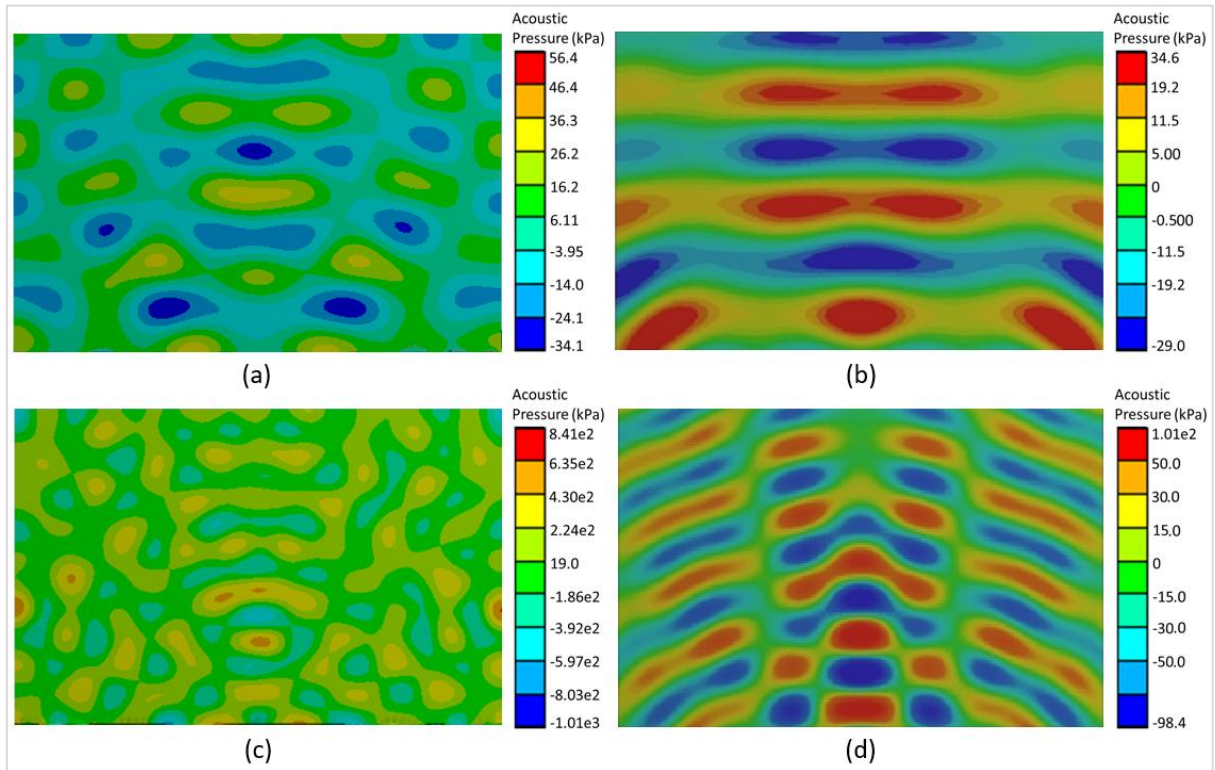 Acoustic
Pressure (kPa)
56.4
46.4
36.3
26.2
16.2
6.11
-3.95
-14.0
-24.1
-34.1
(a)
Acoustic
Pressure (kPa)
34.6
19.2
11.5
5.00
0
-0.500
-11.5
-19.2
-29.0
(b)
Acoustic
Pressure (kPa)
8.41e2
6.35e2
4.30e2
2.24e2
19.0
-1.86e2
-3.92e2
-5.97e2
-8.03e2
-1.01e3
(c)
Acoustic
Pressure (kPa)
1.01e2
50.0
30.0
15.0
0
-15.0
-30.0
-50.0
-98.4
(d)